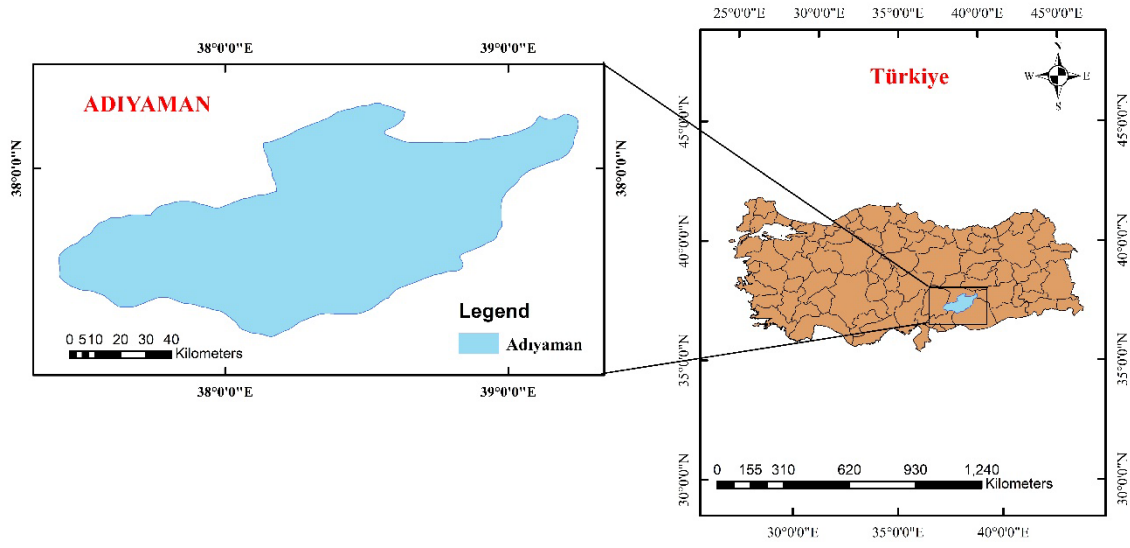 38°0'0"E 39°0'0"E
ADIYAMAN
38°0'0"N
38°0'0"N
Legend
Adıyaman
0 5 10 20 30 40
Kilometers
38°0'0"E 39°0'0"E
25°0'0"E 30°0'0"E 35°0'0"E 40°0'0"E 45°0'0"E
Türkiye
W E
S
45°0'0"N
45°0'0"N
40°0'0"N
40°0'0"N
35°0'0"N
35°0'0"N
30°0'0"N
30°0'0"N
0 155 310 620 930 1,240
Kilometers
30°0'0"E 35°0'0"E 40°0'0"E